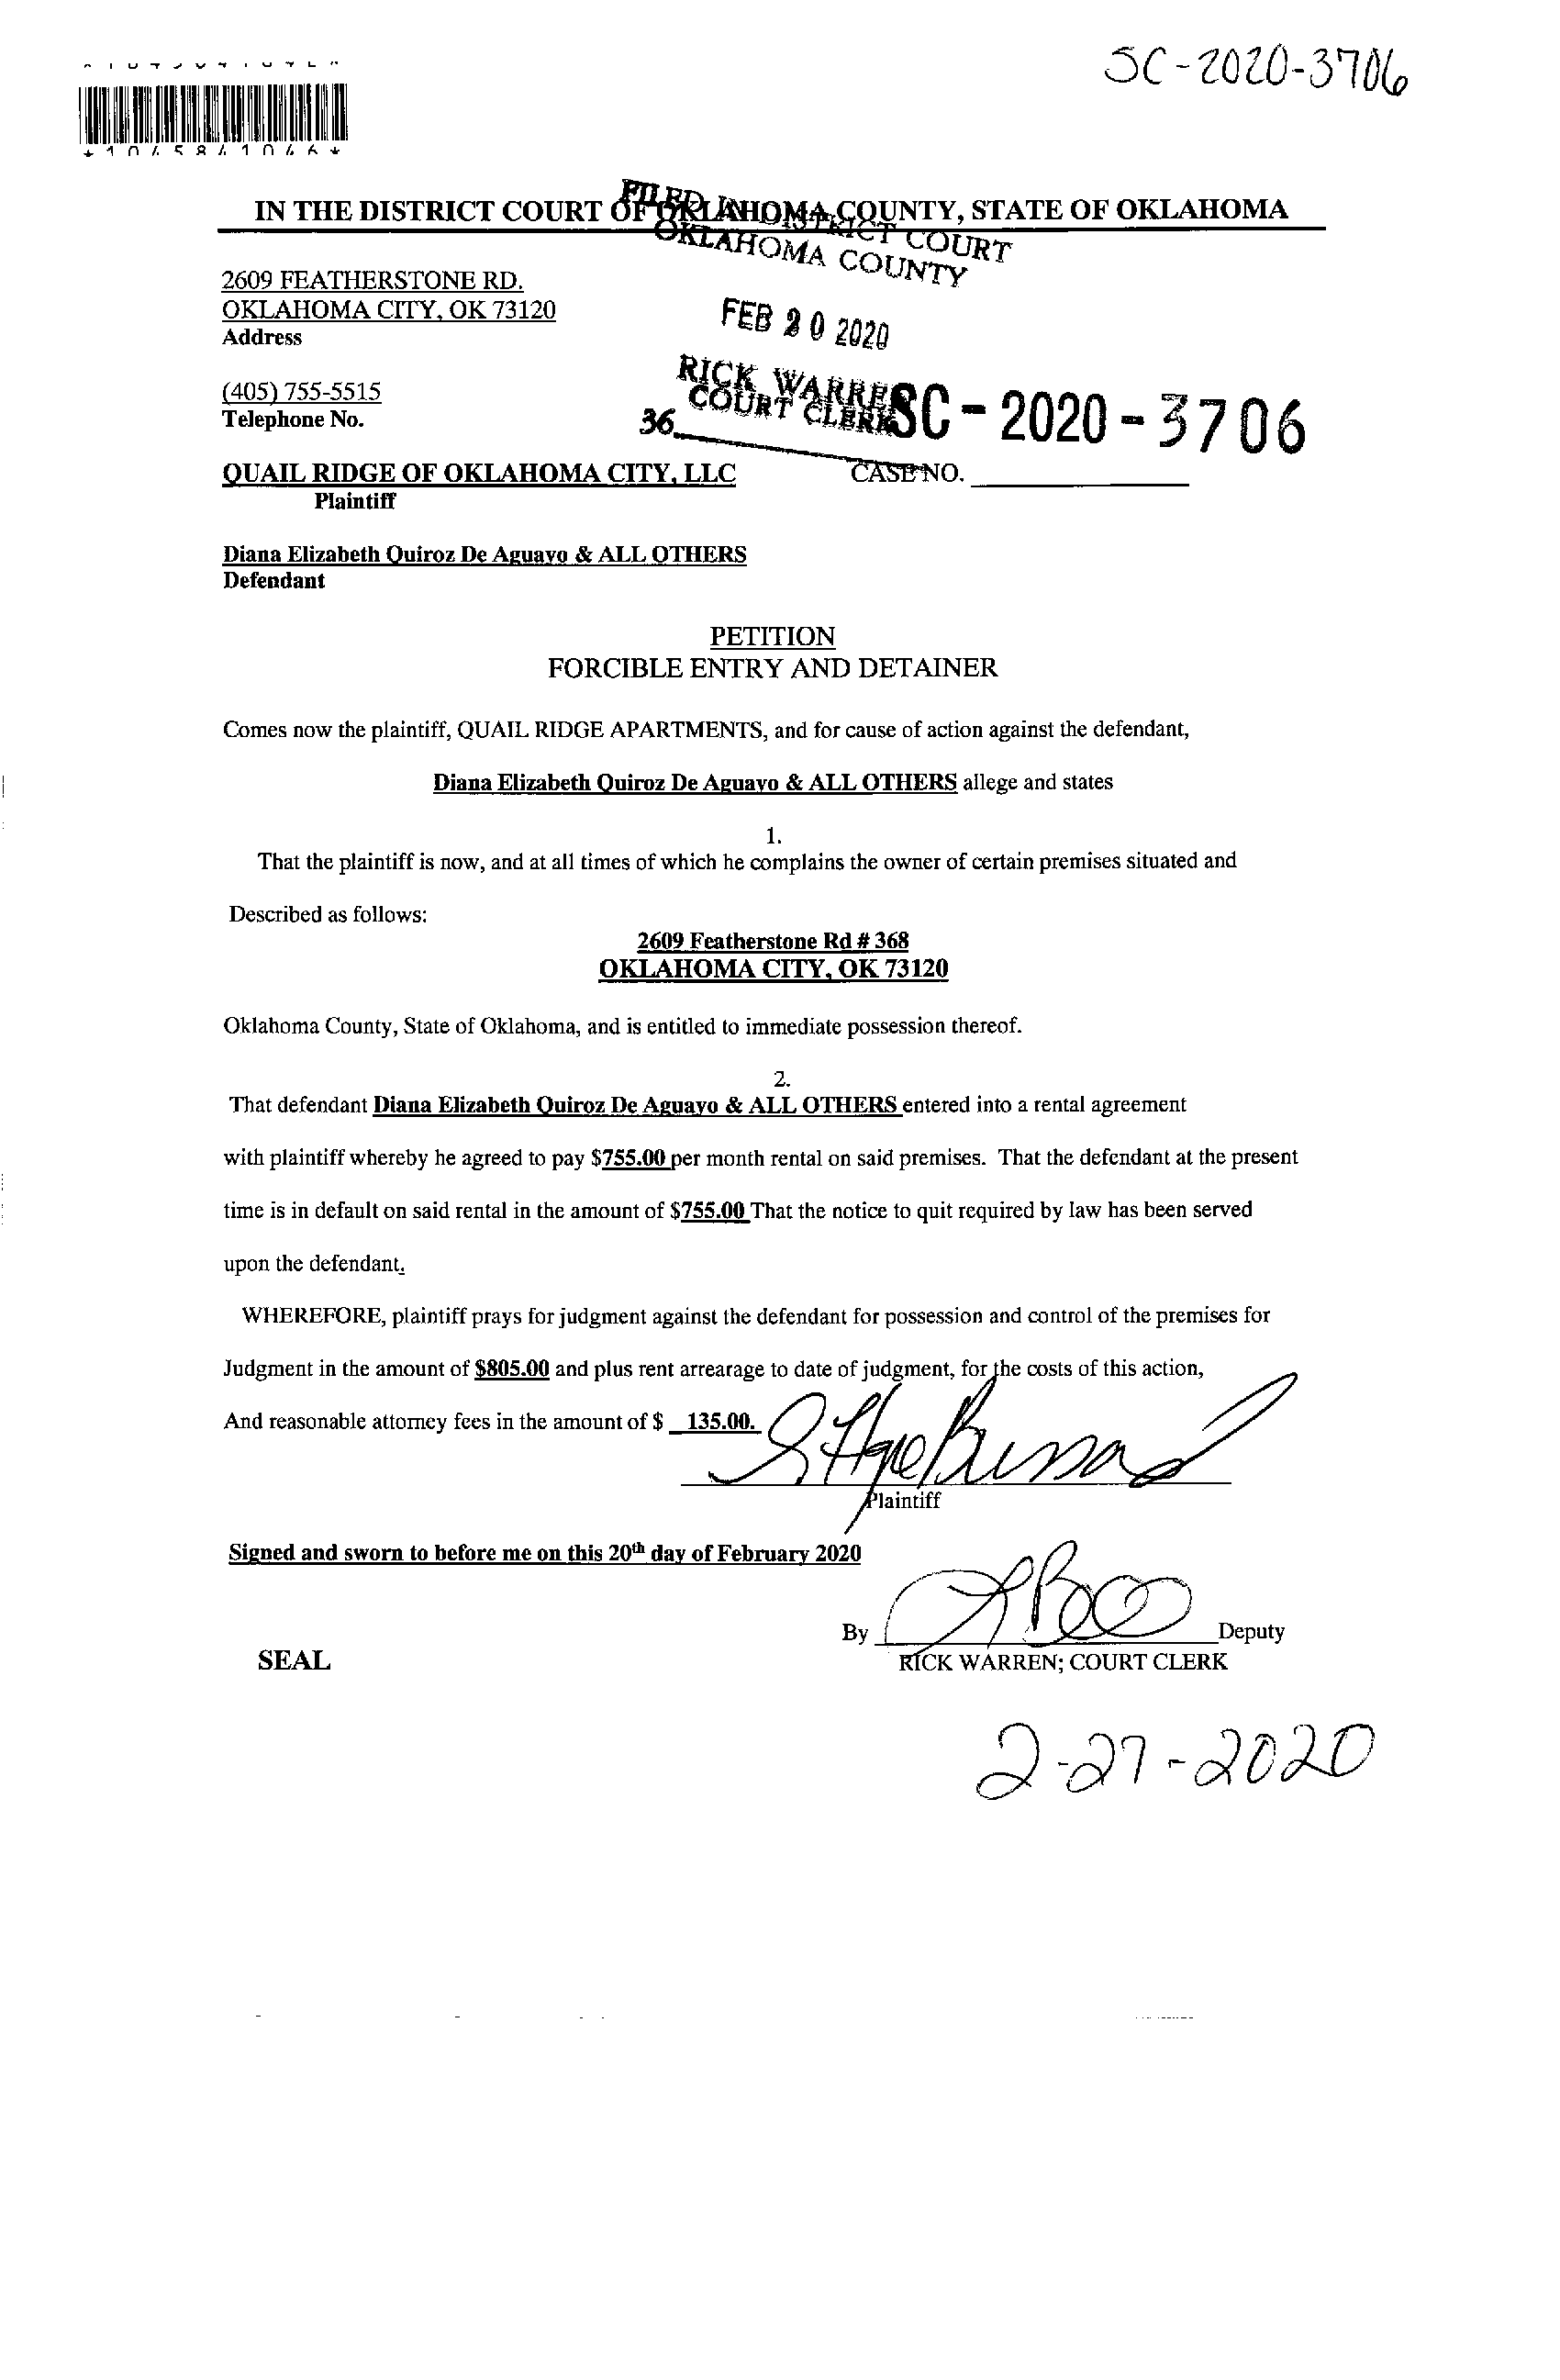 SC-2020-3706
IN THE DISTRICT COURT OF OKLAHOMA COUNTY, STATE OF OKLAHOMA
FILED IN DISTRICT COURT
OKLAHOMA COUNTY
2609 FEATHERSTONE RD.
OKLAHOMA CITY, OK 73120
Address
FEB 20 2020
(405) 755-5515
Telephone No.
RICK WARREN
COURT CLERK
36
SC-2020-3706
QUAIL RIDGE OF OKLAHOMA CITY, LLC
CASE NO.
Plaintiff
Diana Elizabeth Quiroz De Aguayo & ALL OTHERS
Defendant
PETITION
FORCIBLE ENTRY AND DETAINER
Comes now the plaintiff, QUAIL RIDGE APARTMENTS, and for cause of action against the defendant,
Diana Elizabeth Quiroz De Aguayo & ALL OTHERS allege and states
1.
That the plaintiff is now, and at all times of which he complains the owner of certain premises situated and
Described as follows:
2609 Featherstone Rd # 368
OKLAHOMA CITY, OK 73120
Oklahoma County, State of Oklahoma, and is entitled to immediate possession thereof.
2.
That defendant Diana Elizabeth Quiroz De Aguayo & ALL OTHERS entered into a rental agreement
with plaintiff whereby he agreed to pay $755.00 per month rental on said premises. That the defendant at the present
time is in default on said rental in the amount of $755.00 That the notice to quit required by law has been served
upon the defendant.
WHEREFORE, plaintiff prays for judgment against the defendant for possession and control of the premises for
Judgment in the amount of $805.00 and plus rent arrearage to date of judgment, for the costs of this action,
And reasonable attorney fees in the amount of $ 135.00.
Plaintiff
Signed and sworn to before me on this 20th day of February 2020
By
Deputy
SEAL
RICK WARREN; COURT CLERK
2-27-2020